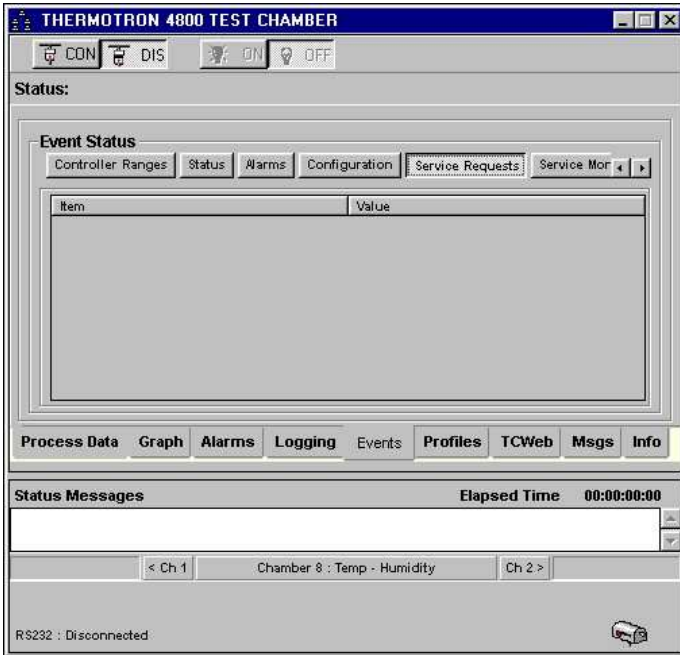 THERMOTRON 4800 TEST CHAMBER
CON DIS ON OFF
Status:
Event Status
Controller Ranges Status Alarms Configuration Service Requests Service Mor
Item Value
Process Data Graph Alarms Logging Events Profiles TCWeb Msgs Info
Status Messages Elapsed Time 00:00:00:00
< Ch 1 Chamber 8 : Temp - Humidity Ch 2 >
RS232 : Disconnected